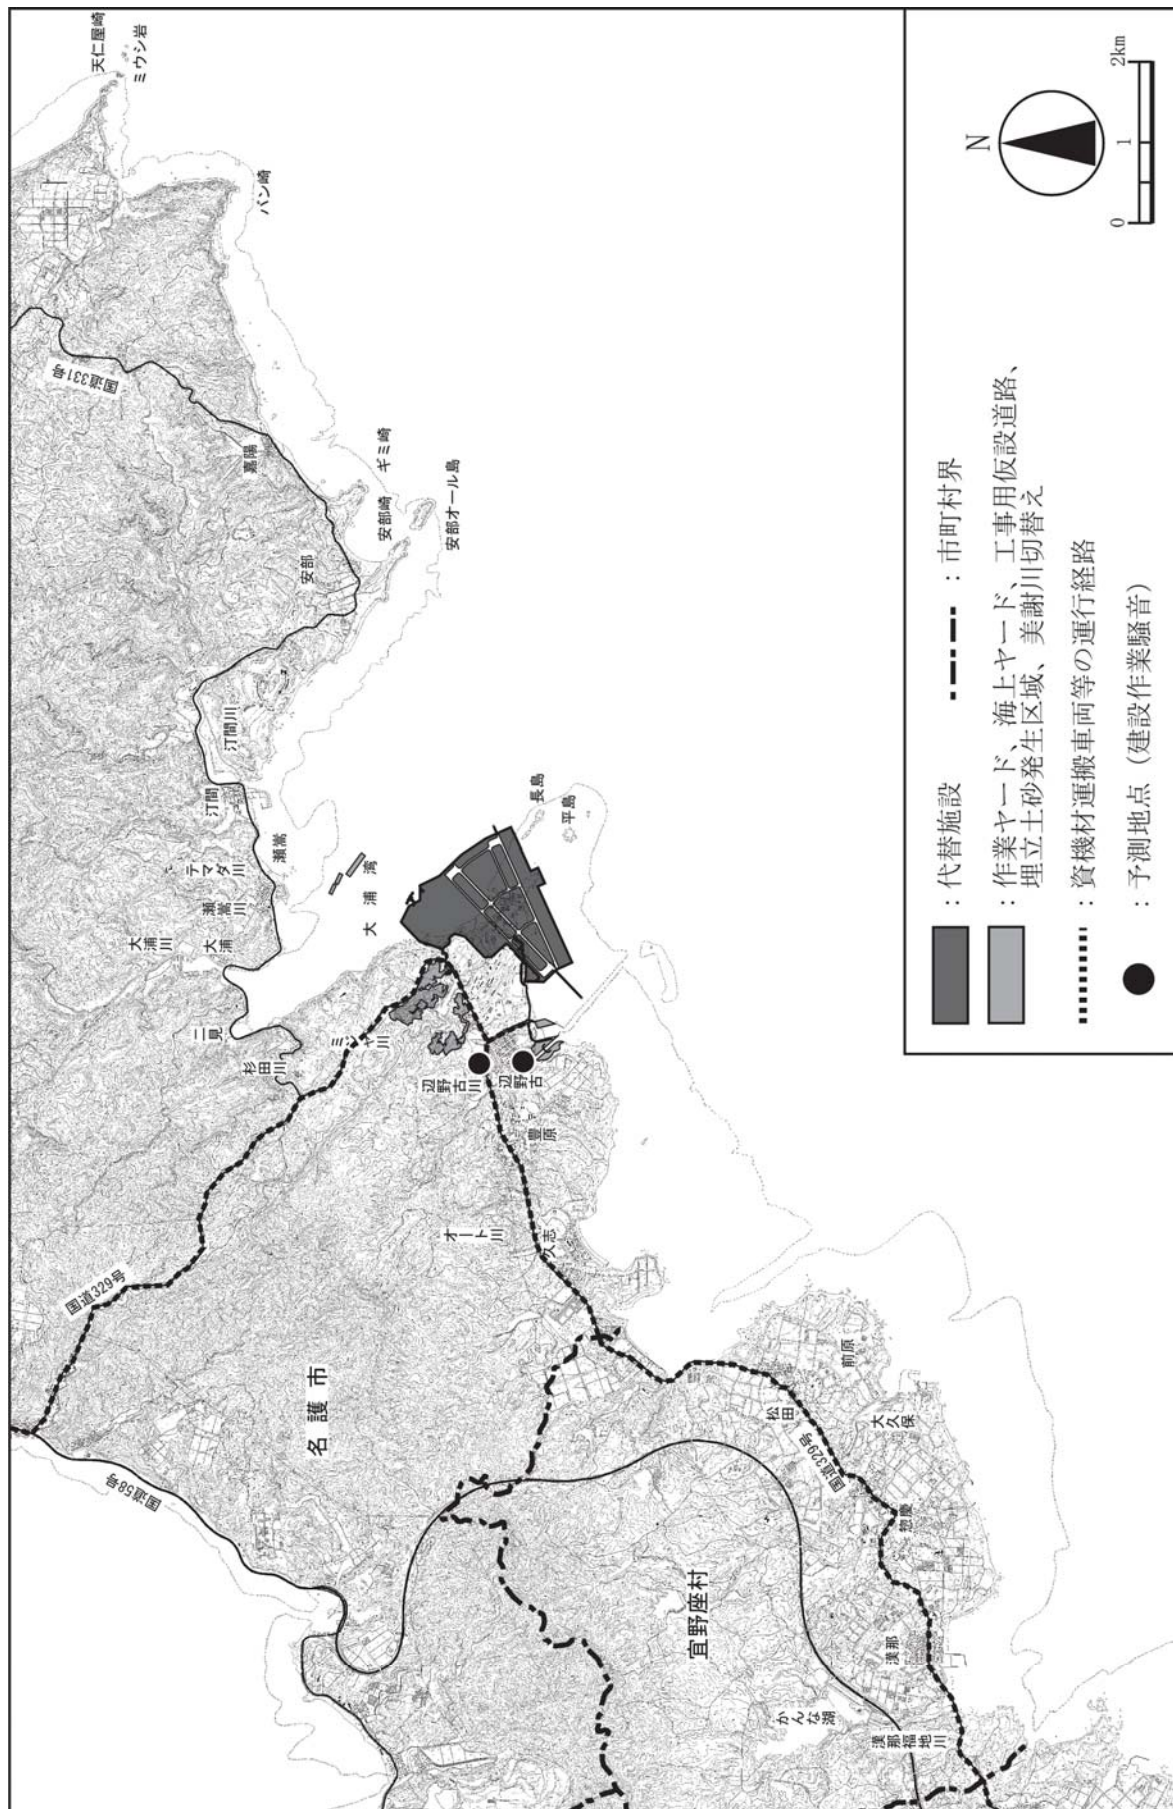 天仁屋崎
ミウシ岩
バン崎
国道331号
嘉陽
ギミ崎
安部崎
安部オール島
安部
汀間川
汀間
テマダ川
瀬嵩
瀬嵩川
大浦川
大浦
大浦湾
長島
平島
二見
杉田川
ミジャ川
辺野古川
辺野古
豊原
国道329号
オート川
久志
名護市
国道58号
前原
松田
大久保
国道329号
惣慶
宜野座村
漢那
かんな湖
漢那福地川
N
0 1 2km
：代替施設
：市町村界
：作業ヤード、海上ヤード、工事用仮設道路、
埋立土砂発生区域、美謝川切替え
：資機材運搬車両等の運行経路
：予測地点（建設作業騒音）